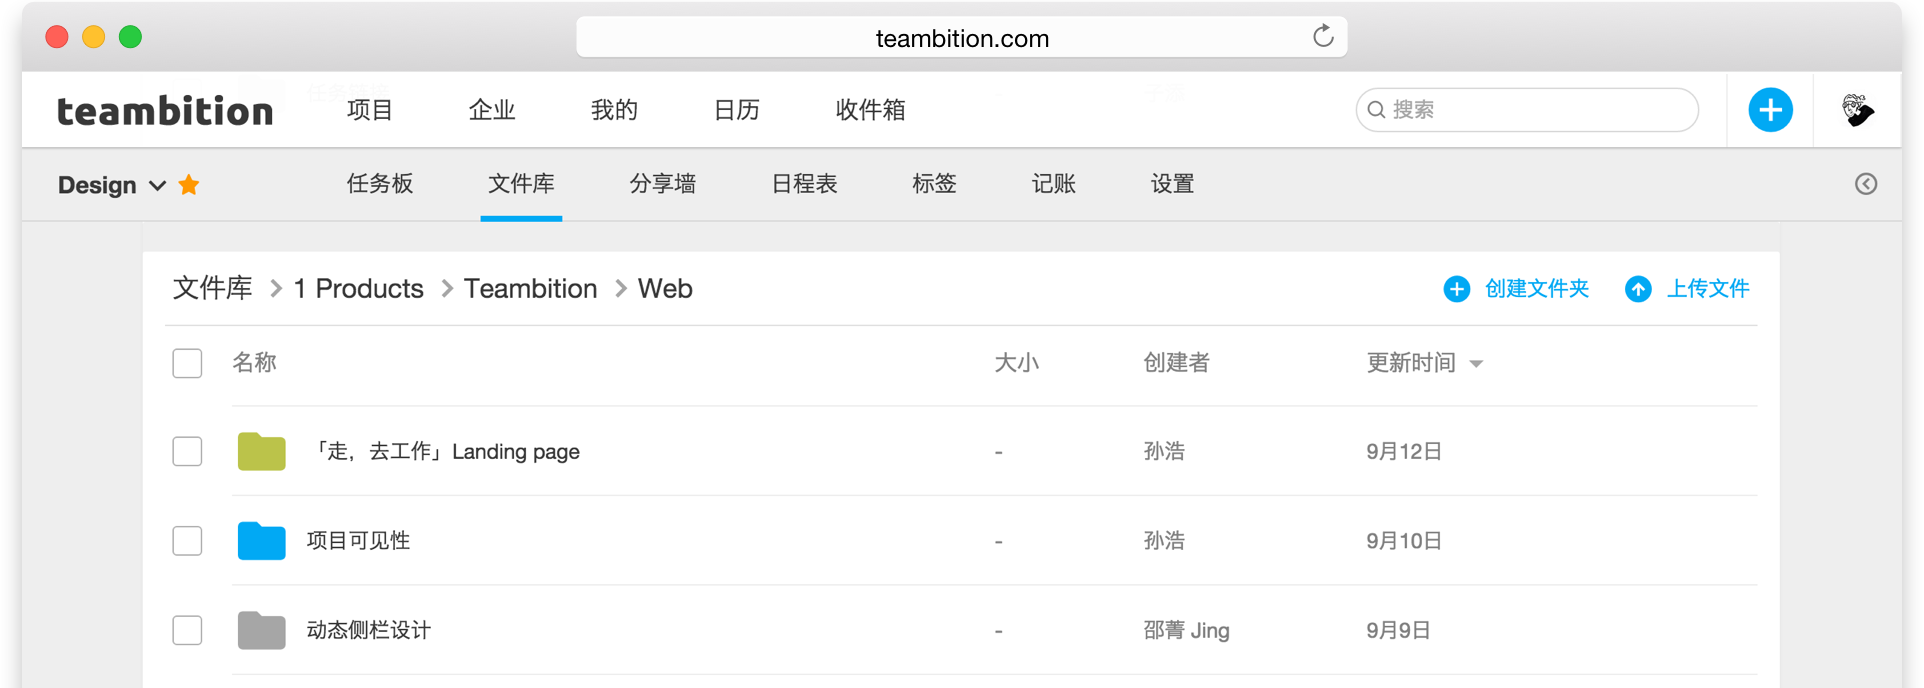 teambition.com
teambition 项目 企业 我的 日历 收件箱 搜索
Design 任务板 文件库 分享墙 日程表 标签 记账 设置
文件库 > 1 Products > Teambition > Web 创建文件夹 上传文件
名称 大小 创建者 更新时间
「走，去工作」Landing page - 孙浩 9月12日
项目可见性 - 孙浩 9月10日
动态侧栏设计 - 邵菁 Jing 9月9日